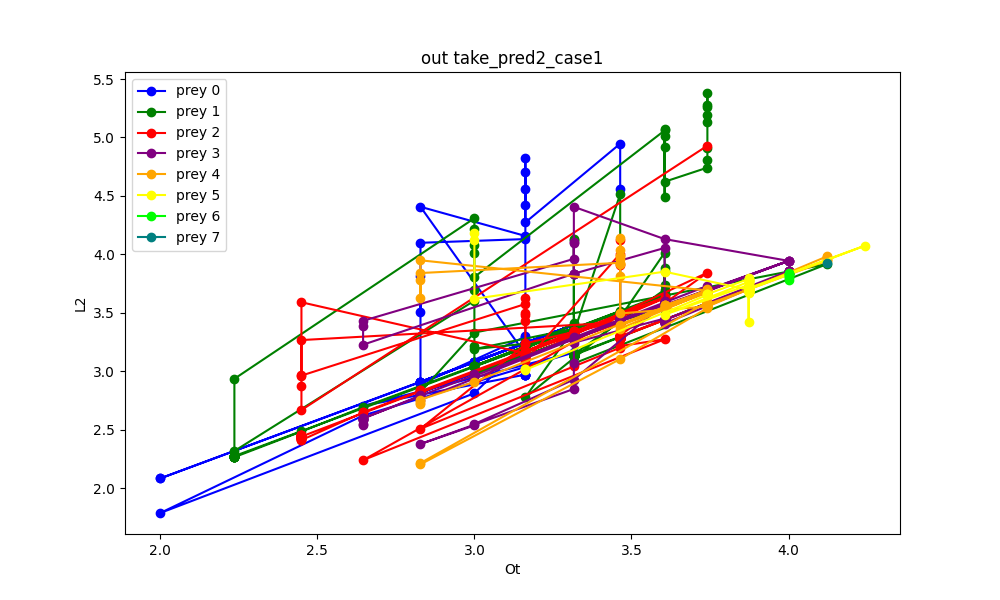 out take_pred2_case1
5.5
5.0
4.5
4.0
3.5
3.0
2.5
2.0
L2
prey 0
prey 1
prey 2
prey 3
prey 4
prey 5
prey 6
prey 7
2.0 2.5 3.0 3.5 4.0
Ot